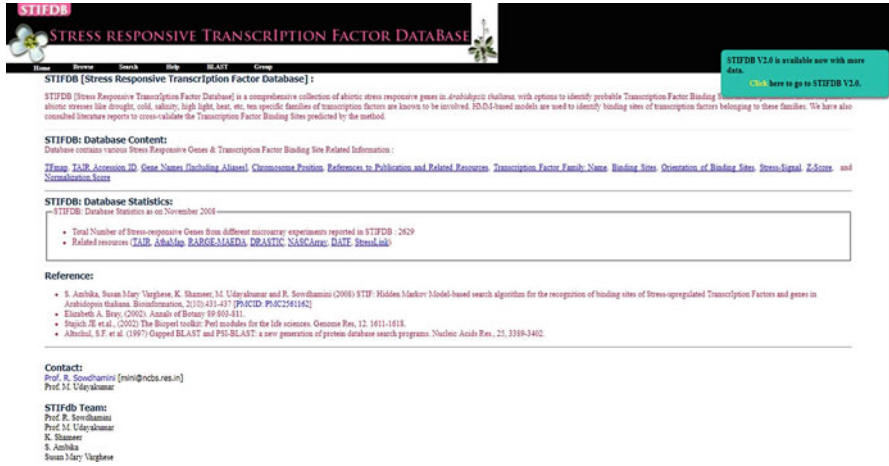 STIFDB
STRESS RESPONSIVE TRANSCRIPTION FACTOR DATABASE
Home Browse Search Help BLAST Group
STIFDB V2.0 is available now with more
data.
Click here to go to STIFDB V2.0.
STIFDB [Stress Responsive TranscrIption Factor Database] :
STIFDB [Stress Responsive TranscrIption Factor Database] is a comprehensive collection of abiotic stress responsive genes in Arabidopsis thaliana, with options to identify probable Transcription Factor Binding
abiotic stresses like drought, cold, salinity, high light, heat, etc, ten specific families of transcription factors are known to be involved. HMM-based models are used to identify binding sites of transcription factors belonging to these families. We have also
consulted literature reports to cross-validate the Transcription Factor Binding Sites predicted by the method.
STIFDB: Database Content:
Database contains various Stress Responsive Genes & Transcription Factor Binding Site Related Information :
TFmap, TAIR Accession ID, Gene Names [Including Aliases], Chromosome Position, References to Publication and Related Resources, Transcription Factor Family Name, Binding Sites, Orientation of Binding Sites, Stress-Signal, Z-Score, and
Normalization Score
STIFDB: Database Statistics:
STIFDB: Database Statistics as on November 2008
• Total Number of Stress-responsive Genes from different microarray experiments reported in STIFDB : 2629
• Related resources (TAIR, AthaMap, RARGE-MAEDA, DRASTIC, NASCArray, DATF, StressLink)
Reference:
• S. Ambika, Susan Mary Varghese, K. Shameer, M. Udayakumar and R. Sowdhamini (2008) STIF: Hidden Markov Model-based search algorithm for the recognition of binding sites of Stress-upregulated TranscrIption Factors and genes in
Arabidopsis thaliana. Bioinformation, 2(10):431-437 [PMCID: PMC2561162]
• Elizabeth A. Bray, (2002). Annals of Botany 89:803-811.
• Stajich JE et.al., (2002) The Bioperl toolkit: Perl modules for the life sciences. Genome Res, 12, 1611-1618.
• Altschul, S.F. et al. (1997) Gapped BLAST and PSI-BLAST: a new generation of protein database search programs. Nucleic Acids Res., 25, 3389-3402.
Contact:
Prof. R. Sowdhamini [mini@ncbs.res.in]
Prof. M. Udayakumar
STIFdb Team:
Prof. R. Sowdhamini
Prof. M. Udayakumar
K. Shameer
S. Ambika
Susan Mary Varghese